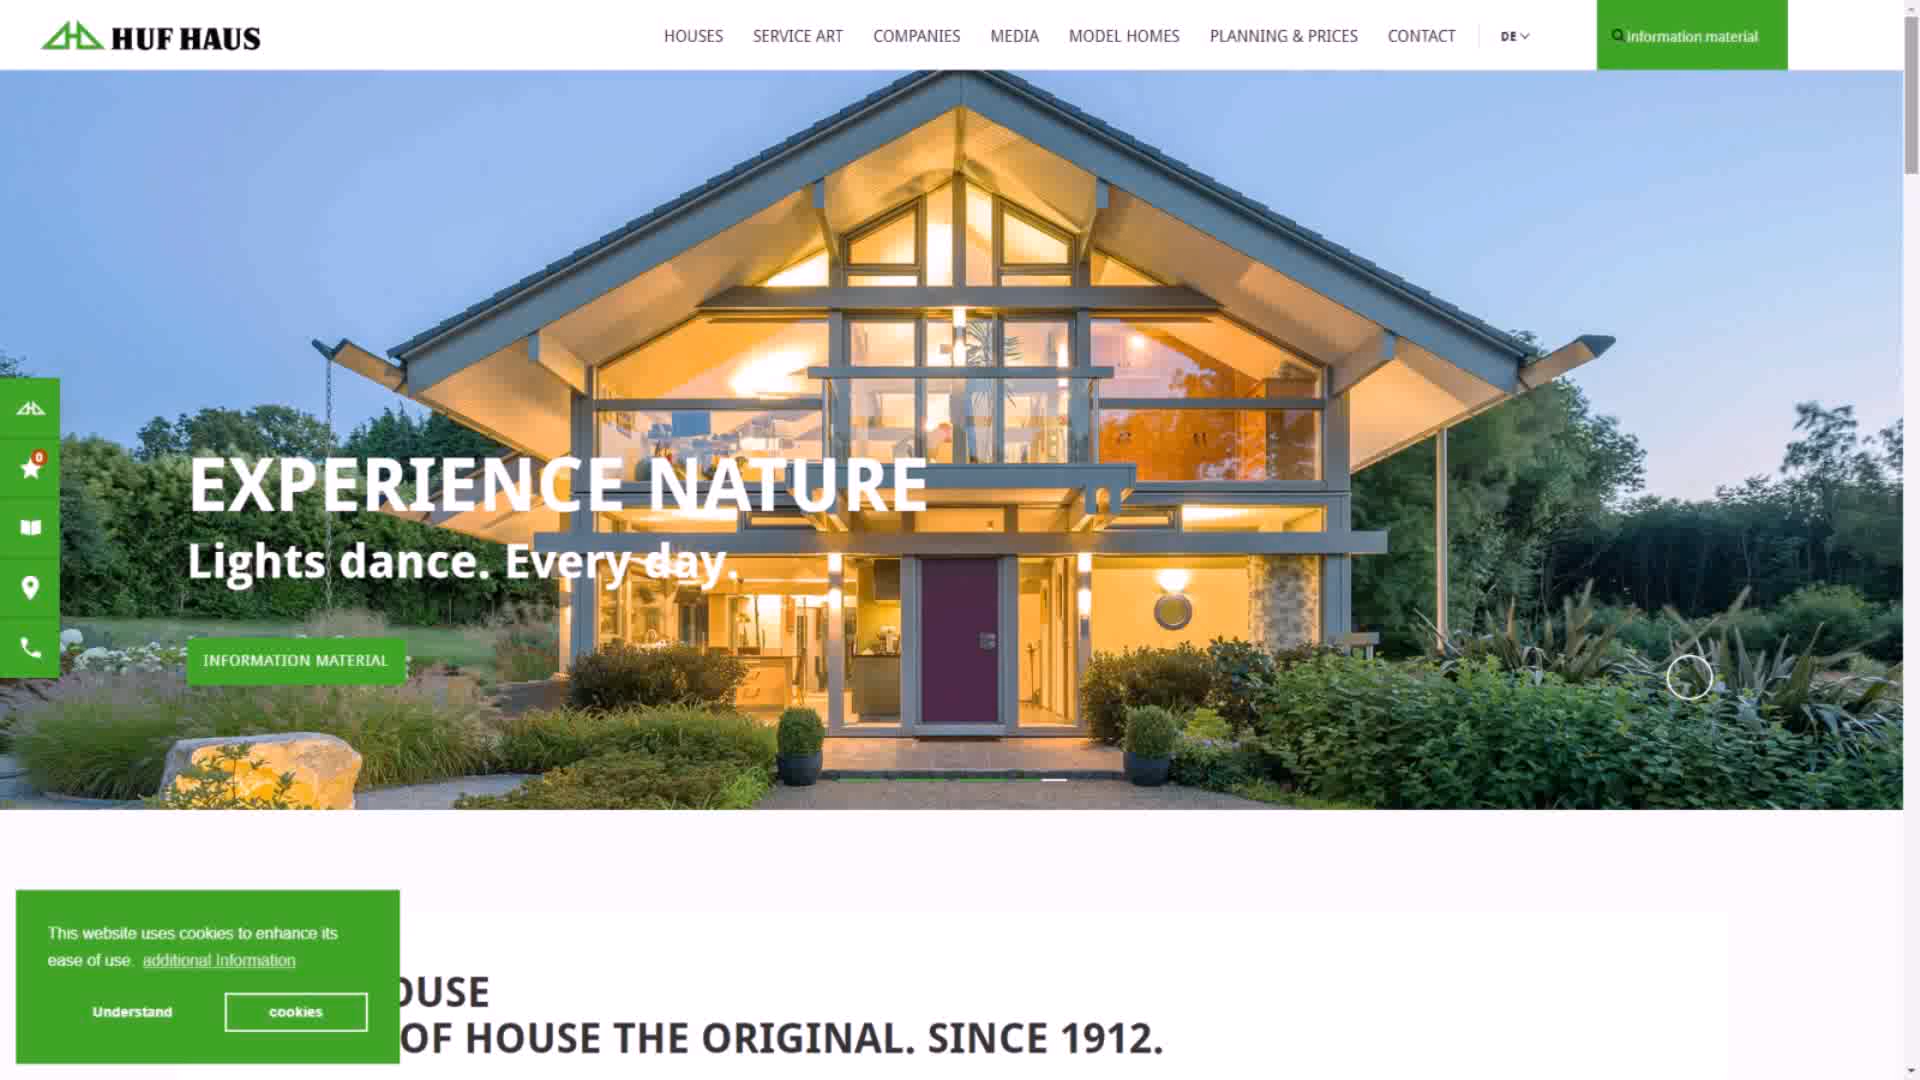 HUF HAUS
HOUSES SERVICE ART COMPANIES MEDIA MODEL HOMES PLANNING & PRICES CONTACT DE information material
0
EXPERIENCE NATURE
Lights dance. Every day.
INFORMATION MATERIAL
This website uses cookies to enhance its
ease of use. additional Information
Understand cookies
OUSE
OF HOUSE THE ORIGINAL. SINCE 1912.